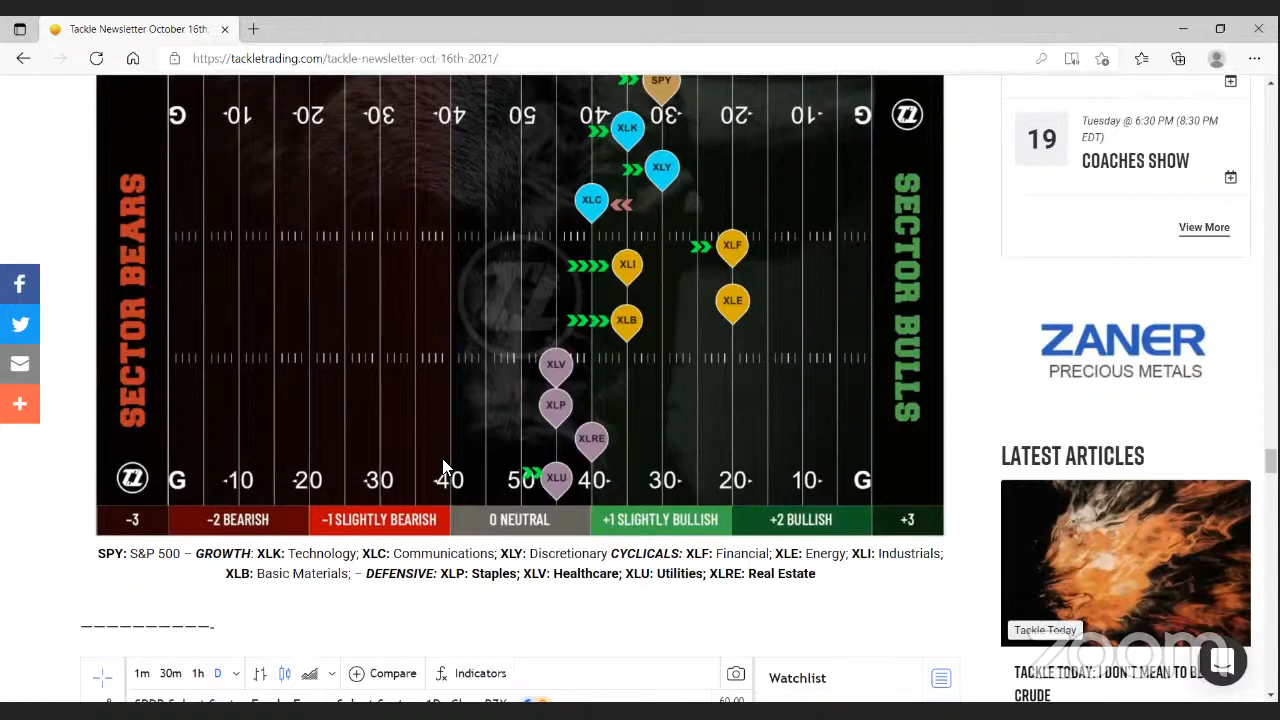 Tackle Newsletter October 16th,
https://tackletrading.com/tackle-newsletter-oct-16th-2021/
SPY
G -10 -20 -30 -40 50 40- 30- 20- 10- G
XLK
XLY
XLC
XLF
XLI
XLE
XLB
XLV
XLP
XLRE
XLU
SECTOR BEARS
SECTOR BULLS
G -10 -20 -30 -40 50 40- 30- 20- 10- G
-3 -2 BEARISH -1 SLIGHTLY BEARISH 0 NEUTRAL +1 SLIGHTLY BULLISH +2 BULLISH +3
SPY: S&P 500 – GROWTH: XLK: Technology; XLC: Communications; XLY: Discretionary CYCLICALS: XLF: Financial; XLE: Energy; XLI: Industrials;
XLB: Basic Materials; – DEFENSIVE: XLP: Staples; XLV: Healthcare; XLU: Utilities; XLRE: Real Estate
——————————-
1m 30m 1h D Compare Indicators
Watchlist
19
Tuesday @ 6:30 PM (8:30 PM
EDT)
COACHES SHOW
View More
ZANER
PRECIOUS METALS
LATEST ARTICLES
Tackle Today
zoom
TACKLE TODAY: I DON'T MEAN TO
CRUDE